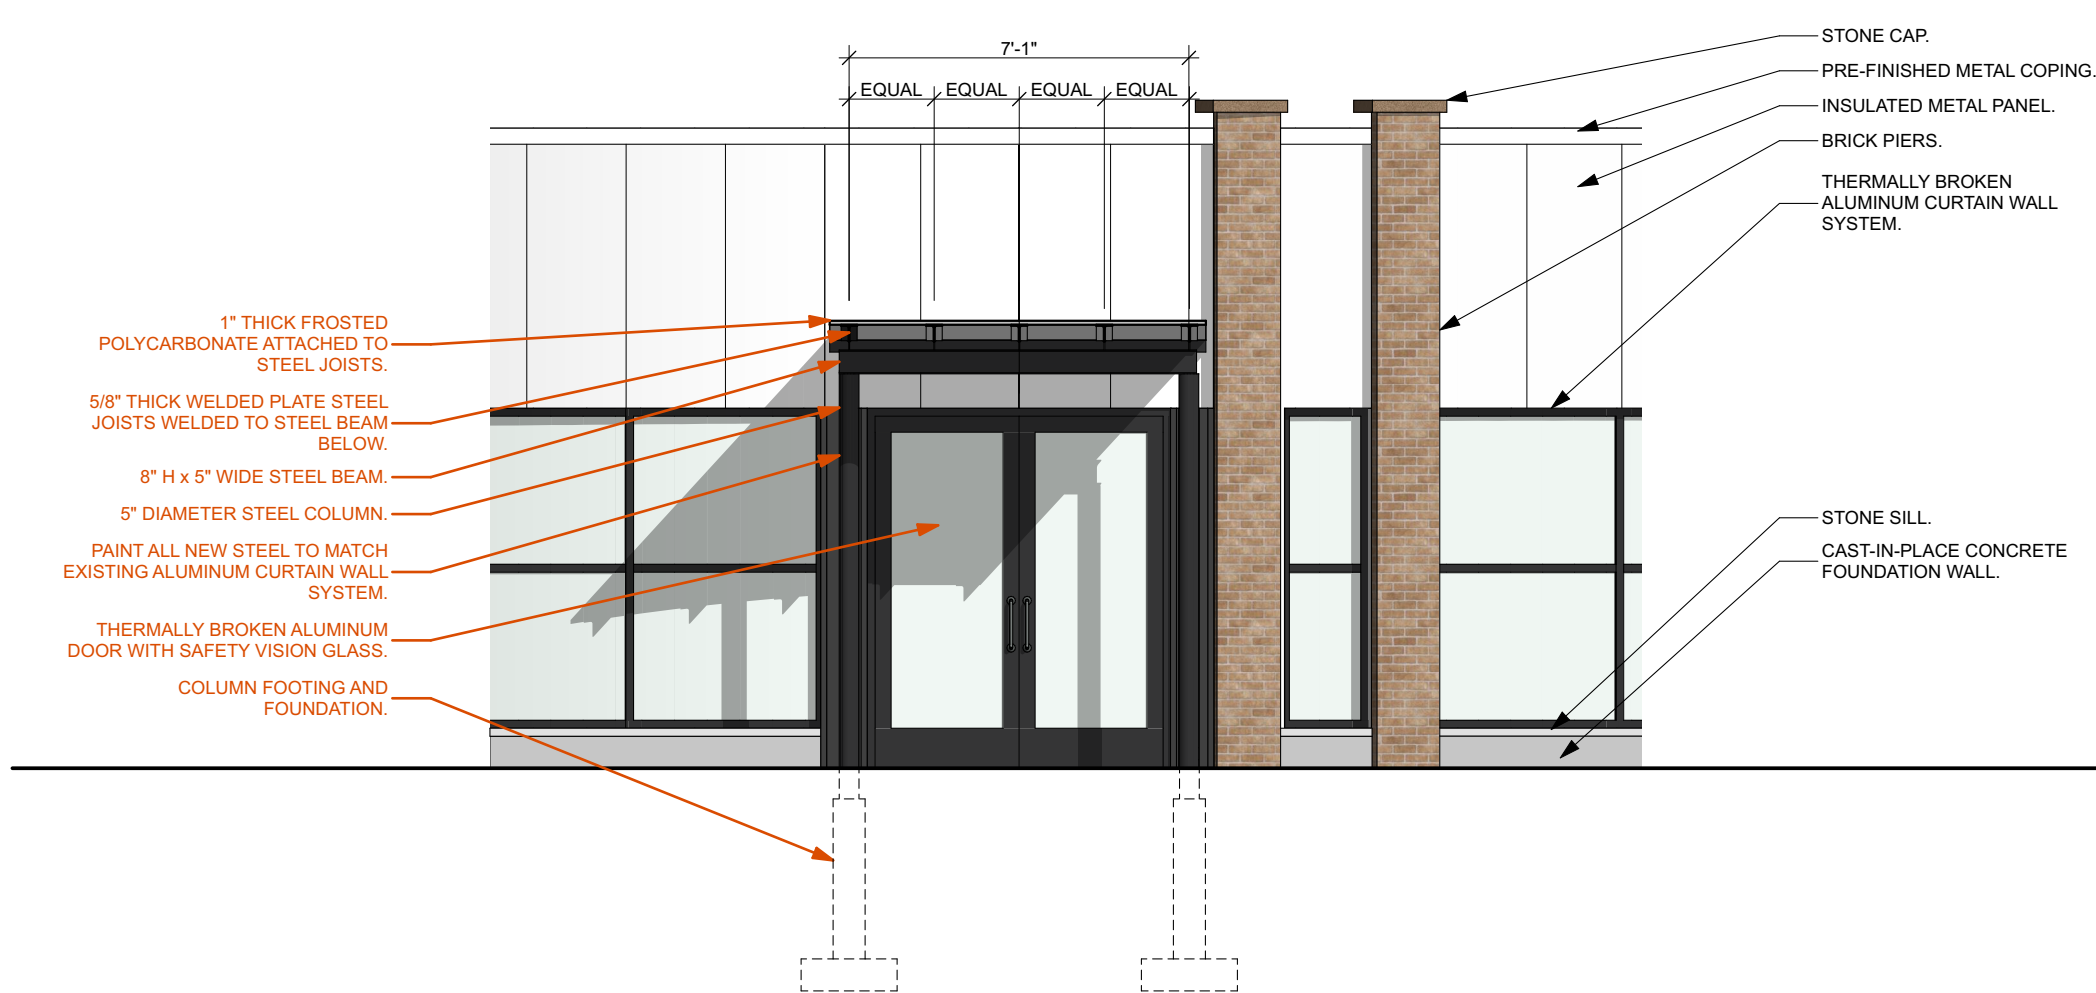 7'-1"
EQUAL EQUAL EQUAL EQUAL
1" THICK FROSTED
POLYCARBONATE ATTACHED TO
STEEL JOISTS.
5/8" THICK WELDED PLATE STEEL
JOISTS WELDED TO STEEL BEAM
BELOW.
8" H x 5" WIDE STEEL BEAM.
5" DIAMETER STEEL COLUMN.
PAINT ALL NEW STEEL TO MATCH
EXISTING ALUMINUM CURTAIN WALL
SYSTEM.
THERMALLY BROKEN ALUMINUM
DOOR WITH SAFETY VISION GLASS.
COLUMN FOOTING AND
FOUNDATION.
STONE CAP.
PRE-FINISHED METAL COPING.
INSULATED METAL PANEL.
BRICK PIERS.
THERMALLY BROKEN
ALUMINUM CURTAIN WALL
SYSTEM.
STONE SILL.
CAST-IN-PLACE CONCRETE
FOUNDATION WALL.